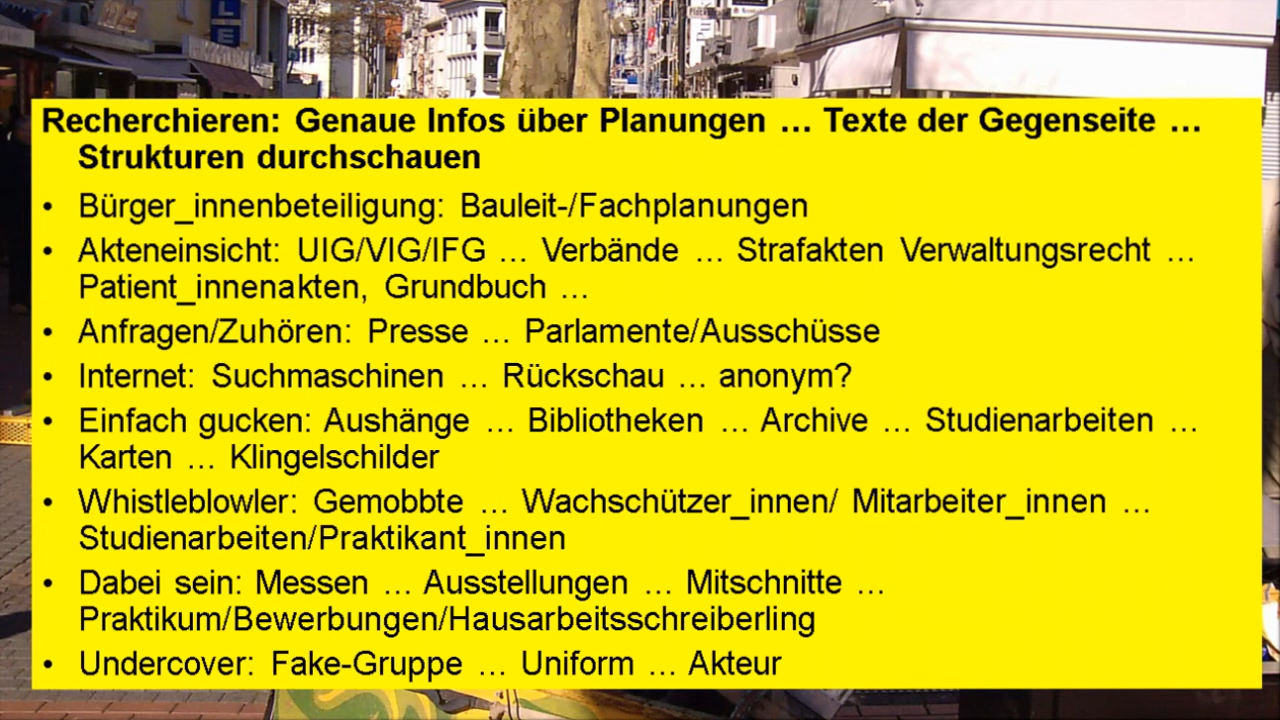 LE
Recherchieren: Genaue Infos über Planungen ... Texte der Gegenseite ...
Strukturen durchschauen
• Bürger_innenbeteiligung: Bauleit-/Fachplanungen
• Akteneinsicht: UIG/VIG/IFG ... Verbände ... Strafakten Verwaltungsrecht ...
Patient_innenakten, Grundbuch ...
• Anfragen/Zuhören: Presse ... Parlamente/Ausschüsse
• Internet: Suchmaschinen ... Rückschau ... anonym?
• Einfach gucken: Aushänge ... Bibliotheken ... Archive ... Studienarbeiten ...
Karten ... Klingelschilder
• Whistleblowler: Gemobbte ... Wachschützer_innen/ Mitarbeiter_innen ...
Studienarbeiten/Praktikant_innen
• Dabei sein: Messen ... Ausstellungen ... Mitschnitte ...
Praktikum/Bewerbungen/Hausarbeitsschreiberling
• Undercover: Fake-Gruppe ... Uniform ... Akteur